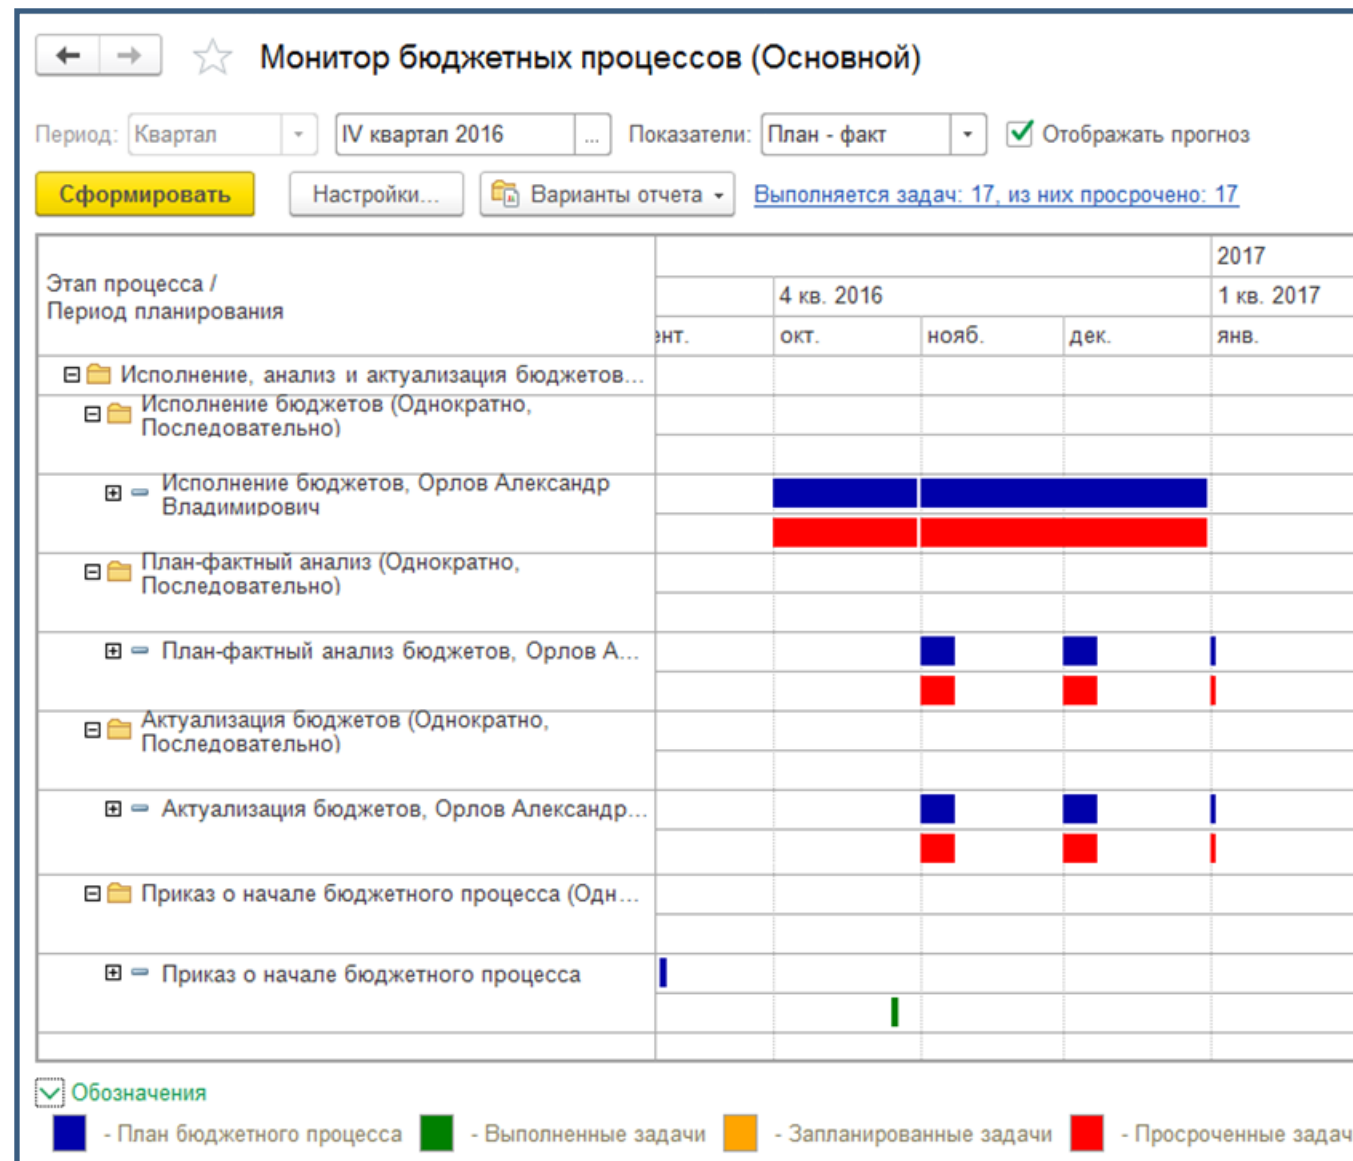 Монитор бюджетных процессов (Основной)
Период: Квартал IV квартал 2016 ... Показатели: План - факт Отображать прогноз
Сформировать Настройки... Варианты отчета Выполняется задач: 17, из них просрочено: 17
Этап процесса /
Период планирования
2017
4 кв. 2016 1 кв. 2017
ент. окт. нояб. дек. янв.
Исполнение, анализ и актуализация бюджетов...
Исполнение бюджетов (Однократно,
Последовательно)
Исполнение бюджетов, Орлов Александр
Владимирович
План-фактный анализ (Однократно,
Последовательно)
План-фактный анализ бюджетов, Орлов А...
Актуализация бюджетов (Однократно,
Последовательно)
Актуализация бюджетов, Орлов Александр...
Приказ о начале бюджетного процесса (Одн...
Приказ о начале бюджетного процесса
Обозначения
- План бюджетного процесса - Выполненные задачи - Запланированные задачи - Просроченные задач